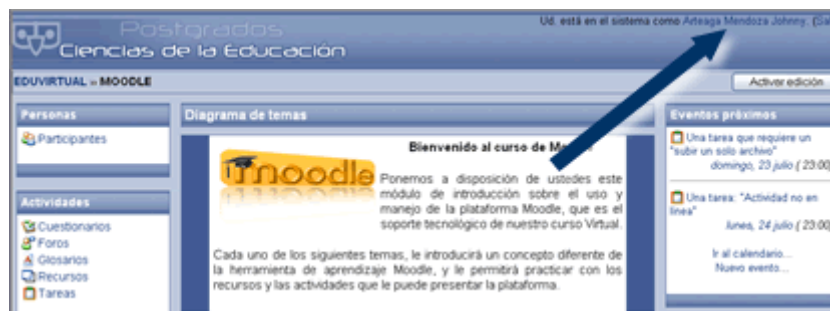 Postgrados
Ciencias de la Educación
Ud. está en el sistema como Arteaga Mendoza Johnny. (Sa
EDUVIRTUAL » MOODLE
Activer edición
Personas
Participantes
Actividades
Cuestionarios
Foros
Glosarios
Recursos
Tareas
Diagrama de temas
Bienvenido al curso de
moodle
Ponemos a disposición de ustedes este
módulo de introducción sobre el uso y
manejo de la plataforma Moodle, que es el
soporte tecnológico de nuestro curso Virtual.
Cada uno de los siguientes temas, le introducirá un concepto diferente de
la herramienta de aprendizaje Moodle, y le permitirá practicar con los
recursos y las actividades que le puede presentar la plataforma.
Eventos próximos
Una tarea que requiere un
"subir un solo archivo"
domingo, 23 julio ( 23:00)
Una tarea: "Actividad no en
línea"
lunes, 24 julio ( 23:00)
Ir al calendario...
Nuevo evento...